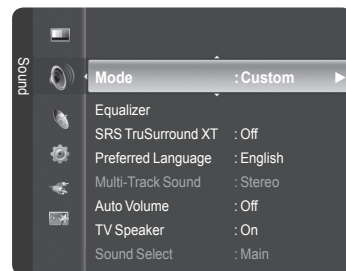 Sound
Mode : Custom
Equalizer
SRS TruSurround XT : Off
Preferred Language : English
Multi-Track Sound : Stereo
Auto Volume : Off
TV Speaker : On
Sound Select : Main